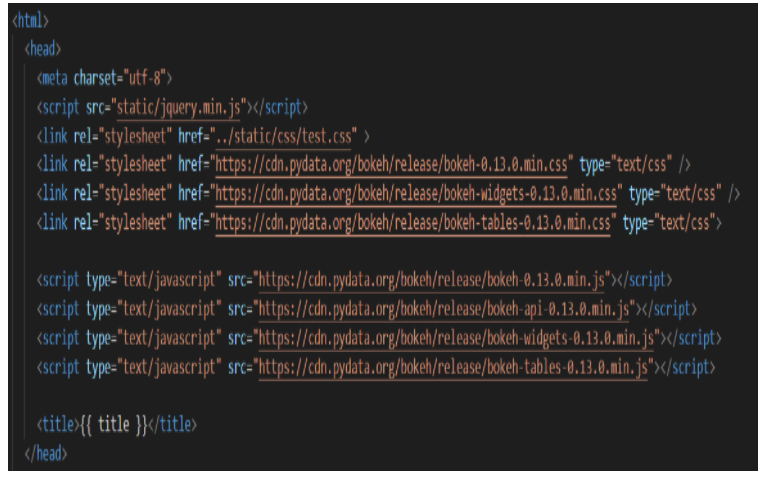 <html>
<head>
<meta charset="utf-8">
<script src="static/jquery.min.js"></script>
<link rel="stylesheet" href="../static/css/test.css" >
<link rel="stylesheet" href="https://cdn.pydata.org/bokeh/release/bokeh-0.13.0.min.css" type="text/css" />
<link rel="stylesheet" href="https://cdn.pydata.org/bokeh/release/bokeh-widgets-0.13.0.min.css" type="text/css" />
<link rel="stylesheet" href="https://cdn.pydata.org/bokeh/release/bokeh-tables-0.13.0.min.css" type="text/css">
<script type="text/javascript" src="https://cdn.pydata.org/bokeh/release/bokeh-0.13.0.min.js"></script>
<script type="text/javascript" src="https://cdn.pydata.org/bokeh/release/bokeh-api-0.13.0.min.js"></script>
<script type="text/javascript" src="https://cdn.pydata.org/bokeh/release/bokeh-widgets-0.13.0.min.js"></script>
<script type="text/javascript" src="https://cdn.pydata.org/bokeh/release/bokeh-tables-0.13.0.min.js"></script>
<title>{{ title }}</title>
</head>